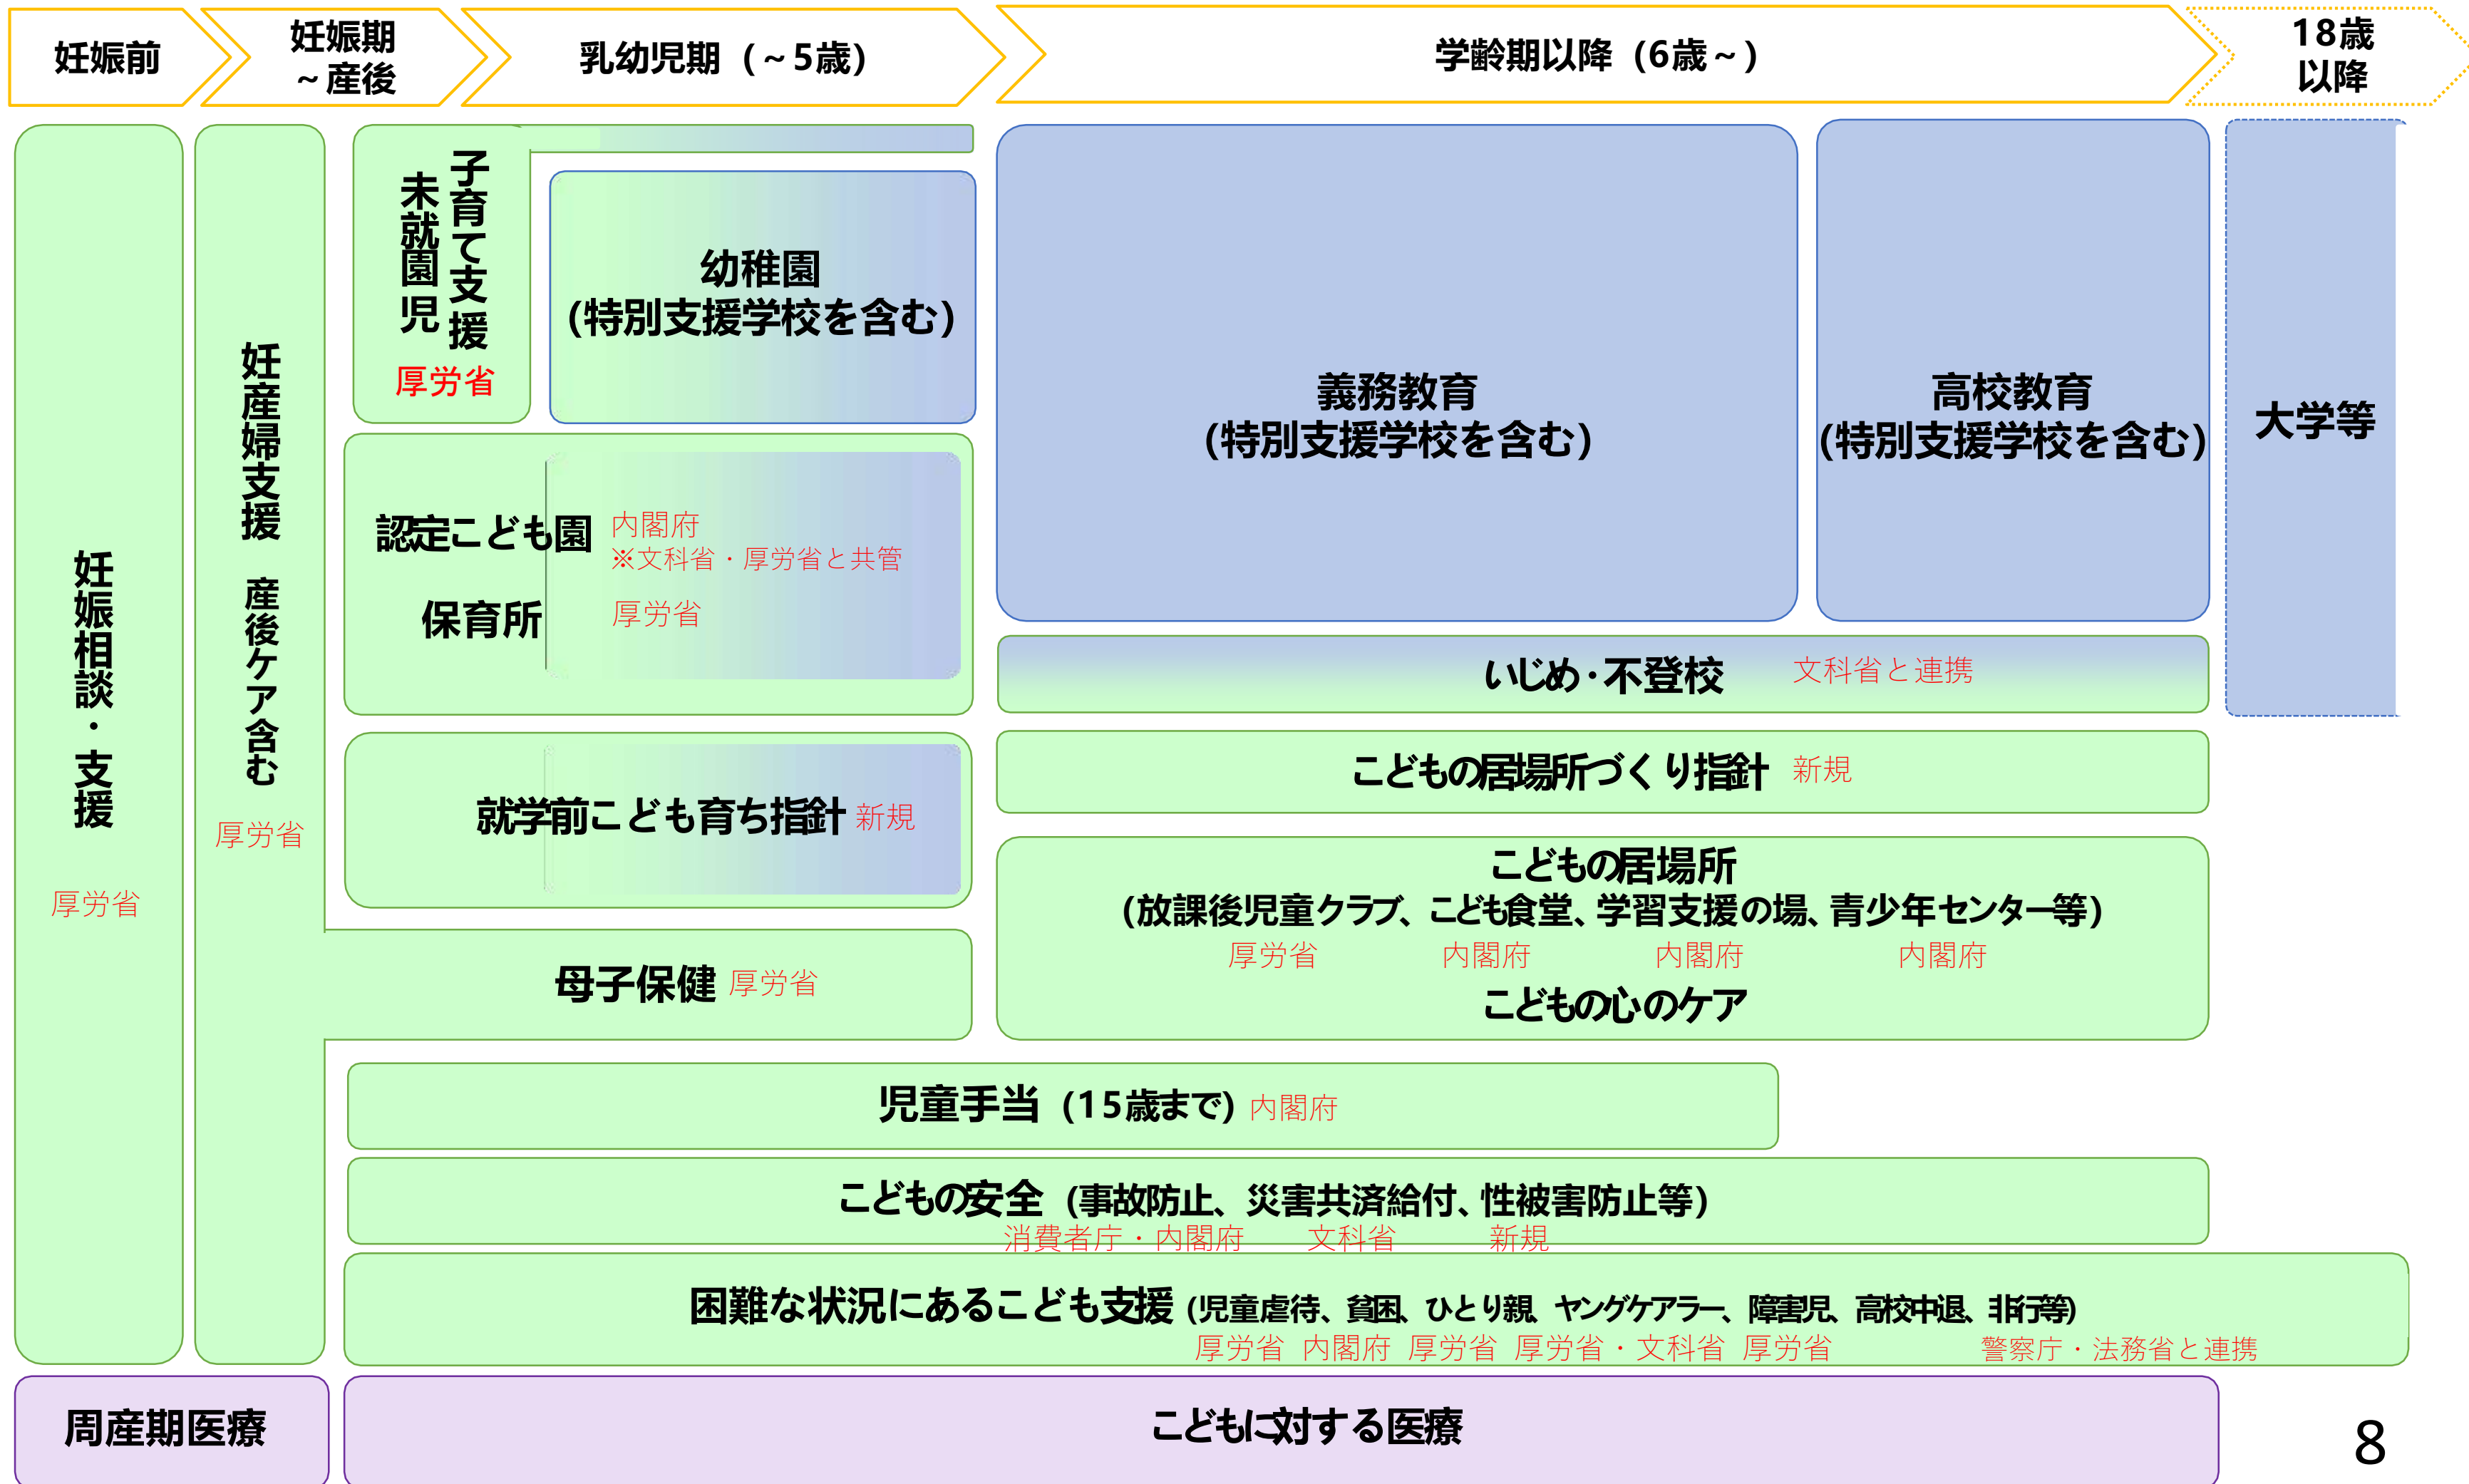 妊娠前
妊娠期
~産後
乳幼児期（~5歳）
学齢期以降（6歳~）
18歳
以降
妊娠相談・支援
厚労省
妊産婦支援 産後ケア含む
厚労省
子育て支援
未就園児
厚労省
幼稚園
（特別支援学校を含む）
認定こども園 内閣府
※文科省・厚労省と共管
保育所 厚労省
就学前こども育ち指針 新規
母子保健 厚労省
義務教育
（特別支援学校を含む）
高校教育
（特別支援学校を含む）
大学等
いじめ・不登校 文科省と連携
こどもの居場所づくり指針 新規
こどもの居場所
（放課後児童クラブ、こども食堂、学習支援の場、青少年センター等）
厚労省 内閣府 内閣府 内閣府
こどもの心のケア
児童手当（15歳まで）内閣府
こどもの安全（事故防止、災害共済給付、性被害防止等）
消費者庁・内閣府 文科省 新規
困難な状況にあるこども支援（児童虐待、貧困、ひとり親、ヤングケアラー、障害児、高校中退、非行等）
厚労省 内閣府 厚労省 厚労省・文科省 厚労省 警察庁・法務省と連携
周産期医療
こどもに対する医療
8